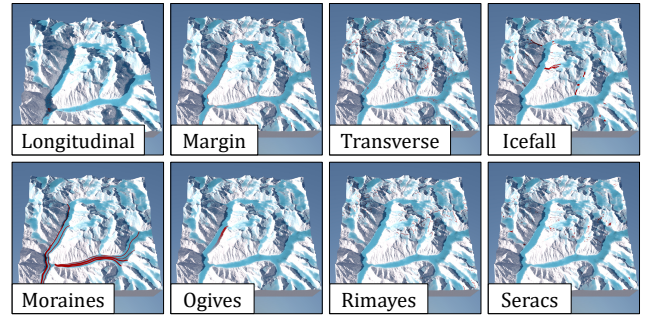 Longitudinal
Margin
Transverse
Icefall
Moraines
Ogives
Rimayes
Seracs